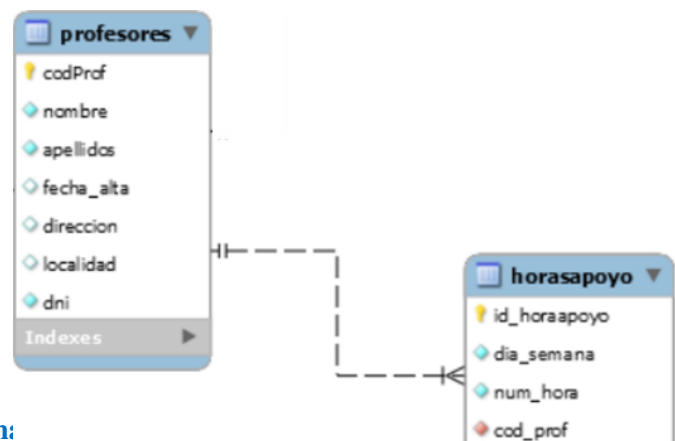 profesores
codProf
nombre
apellidos
fecha_alta
direccion
localidad
dni
Indexes
horasapoyo
id_horaapoyo
dia_semana
num_hora
cod_prof